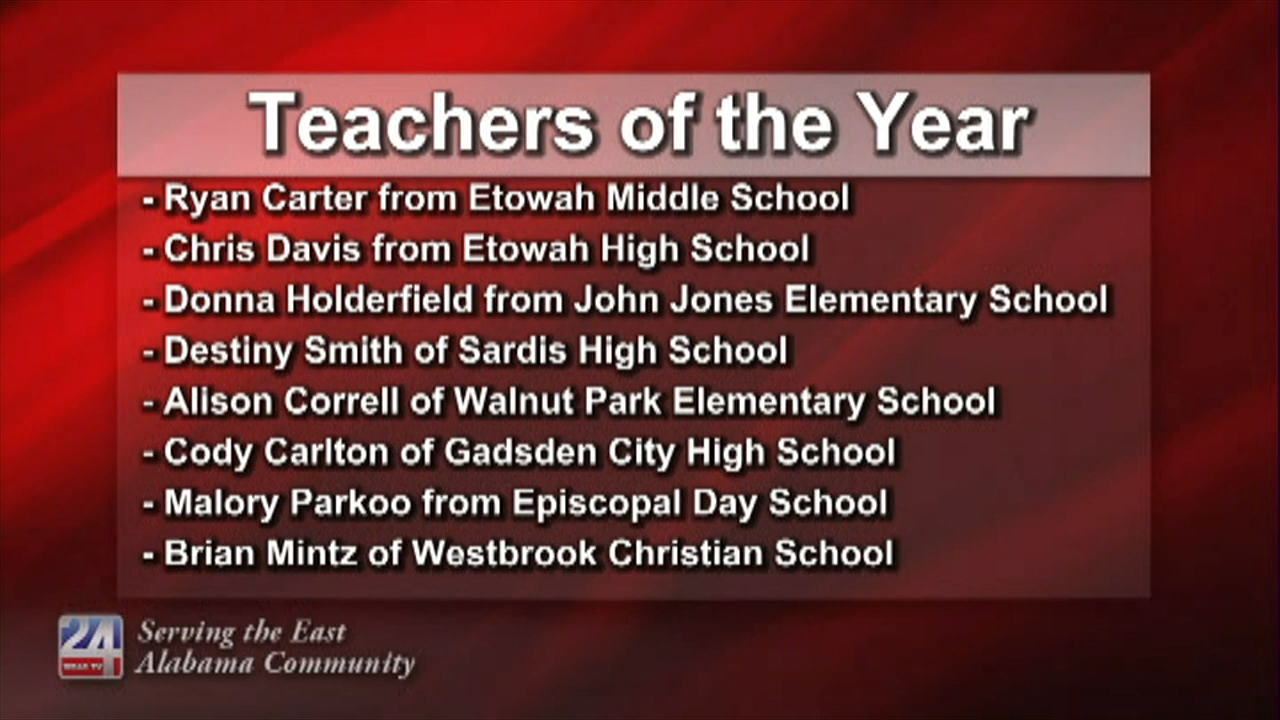 Teachers of the Year
- Ryan Carter from Etowah Middle School
- Chris Davis from Etowah High School
- Donna Holderfield from John Jones Elementary School
- Destiny Smith of Sardis High School
- Alison Correll of Walnut Park Elementary School
- Cody Carlton of Gadsden City High School
- Malory Parkoo from Episcopal Day School
- Brian Mintz of Westbrook Christian School
24
Serving the East
Alabama Community